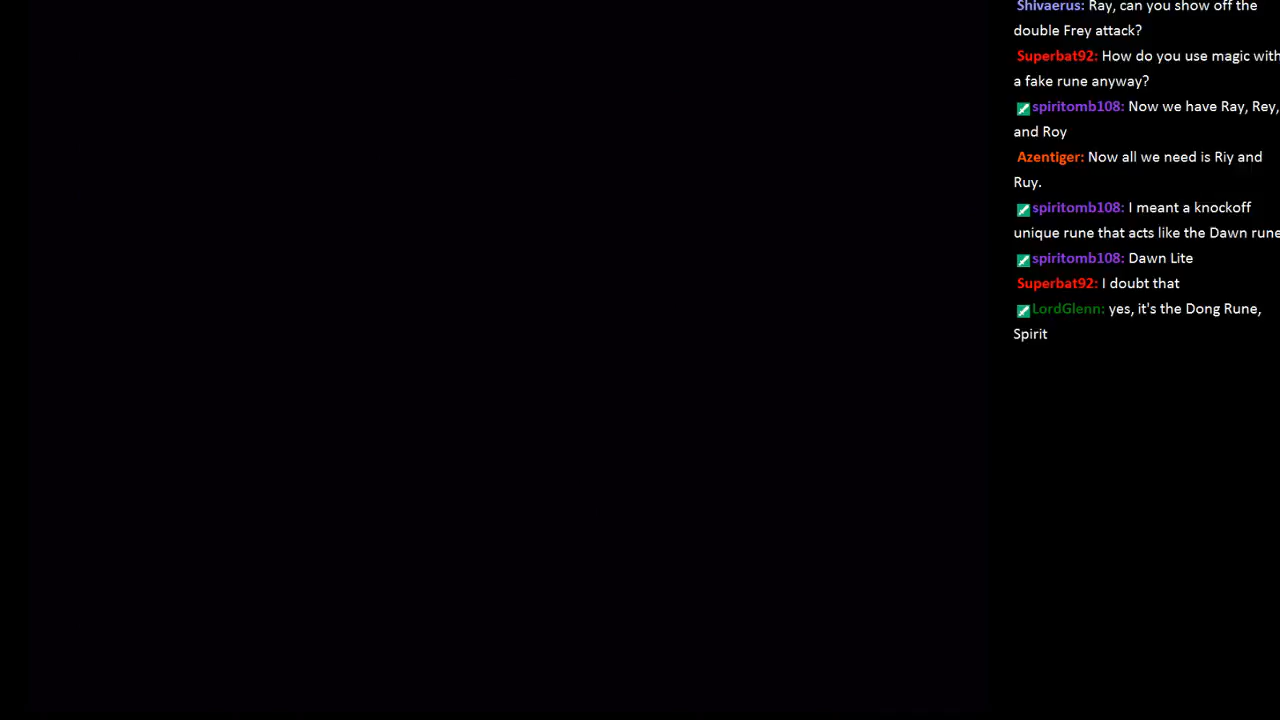 Shivaerus: Ray, can you show off the
double Frey attack?
Superbat92: How do you use magic with
a fake rune anyway?
spiritomb108: Now we have Ray, Rey,
and Roy
Azentiger: Now all we need is Riy and
Ruy.
spiritomb108: I meant a knockoff
unique rune that acts like the Dawn rune
spiritomb108: Dawn Lite
Superbat92: I doubt that
LordGlenn: yes, it's the Dong Rune,
Spirit